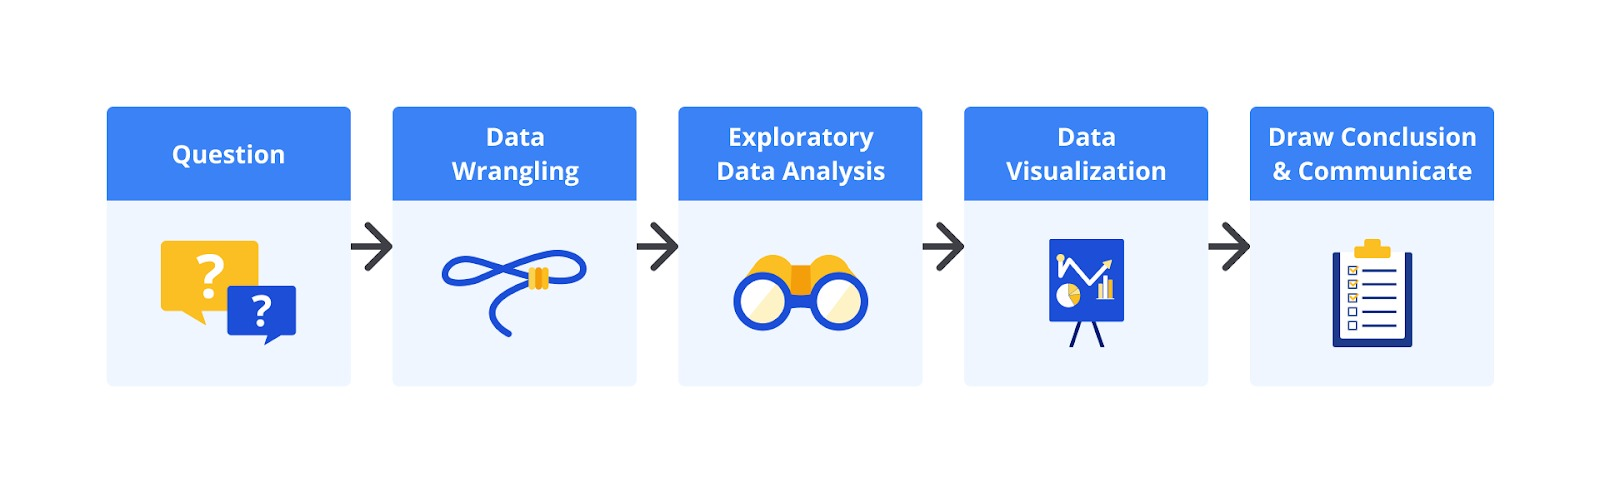 Question
Data
Wrangling
Exploratory
Data Analysis
Data
Visualization
Draw Conclusion
& Communicate
?
?